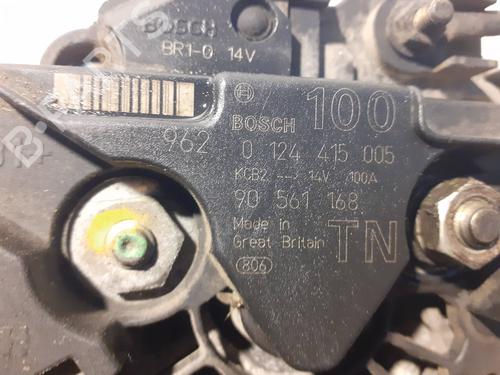 BOSCH
BR1-0 14V
BOSCH 100
962 0 124 415 005
KCB2 14V 100A
90 561 168
Made in
Great Britain TN
806